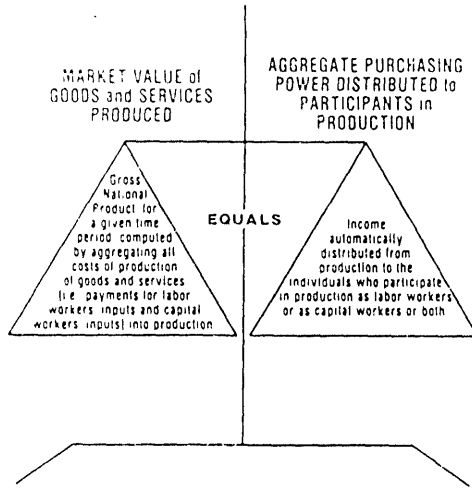 MARKET VALUE of
GOODS and SERVICES
PRODUCED
AGGREGATE PURCHASING
POWER DISTRIBUTED to
PARTICIPANTS in
PRODUCTION
Gross
National
Product for
a given time
period computed
by aggregating all
costs of production
of goods and services
(i.e. payments for labor
workers inputs and capital
workers inputs) into production
EQUALS
Income
automatically
distributed from
production to the
individuals who participate
in production as labor workers
or as capital workers or both